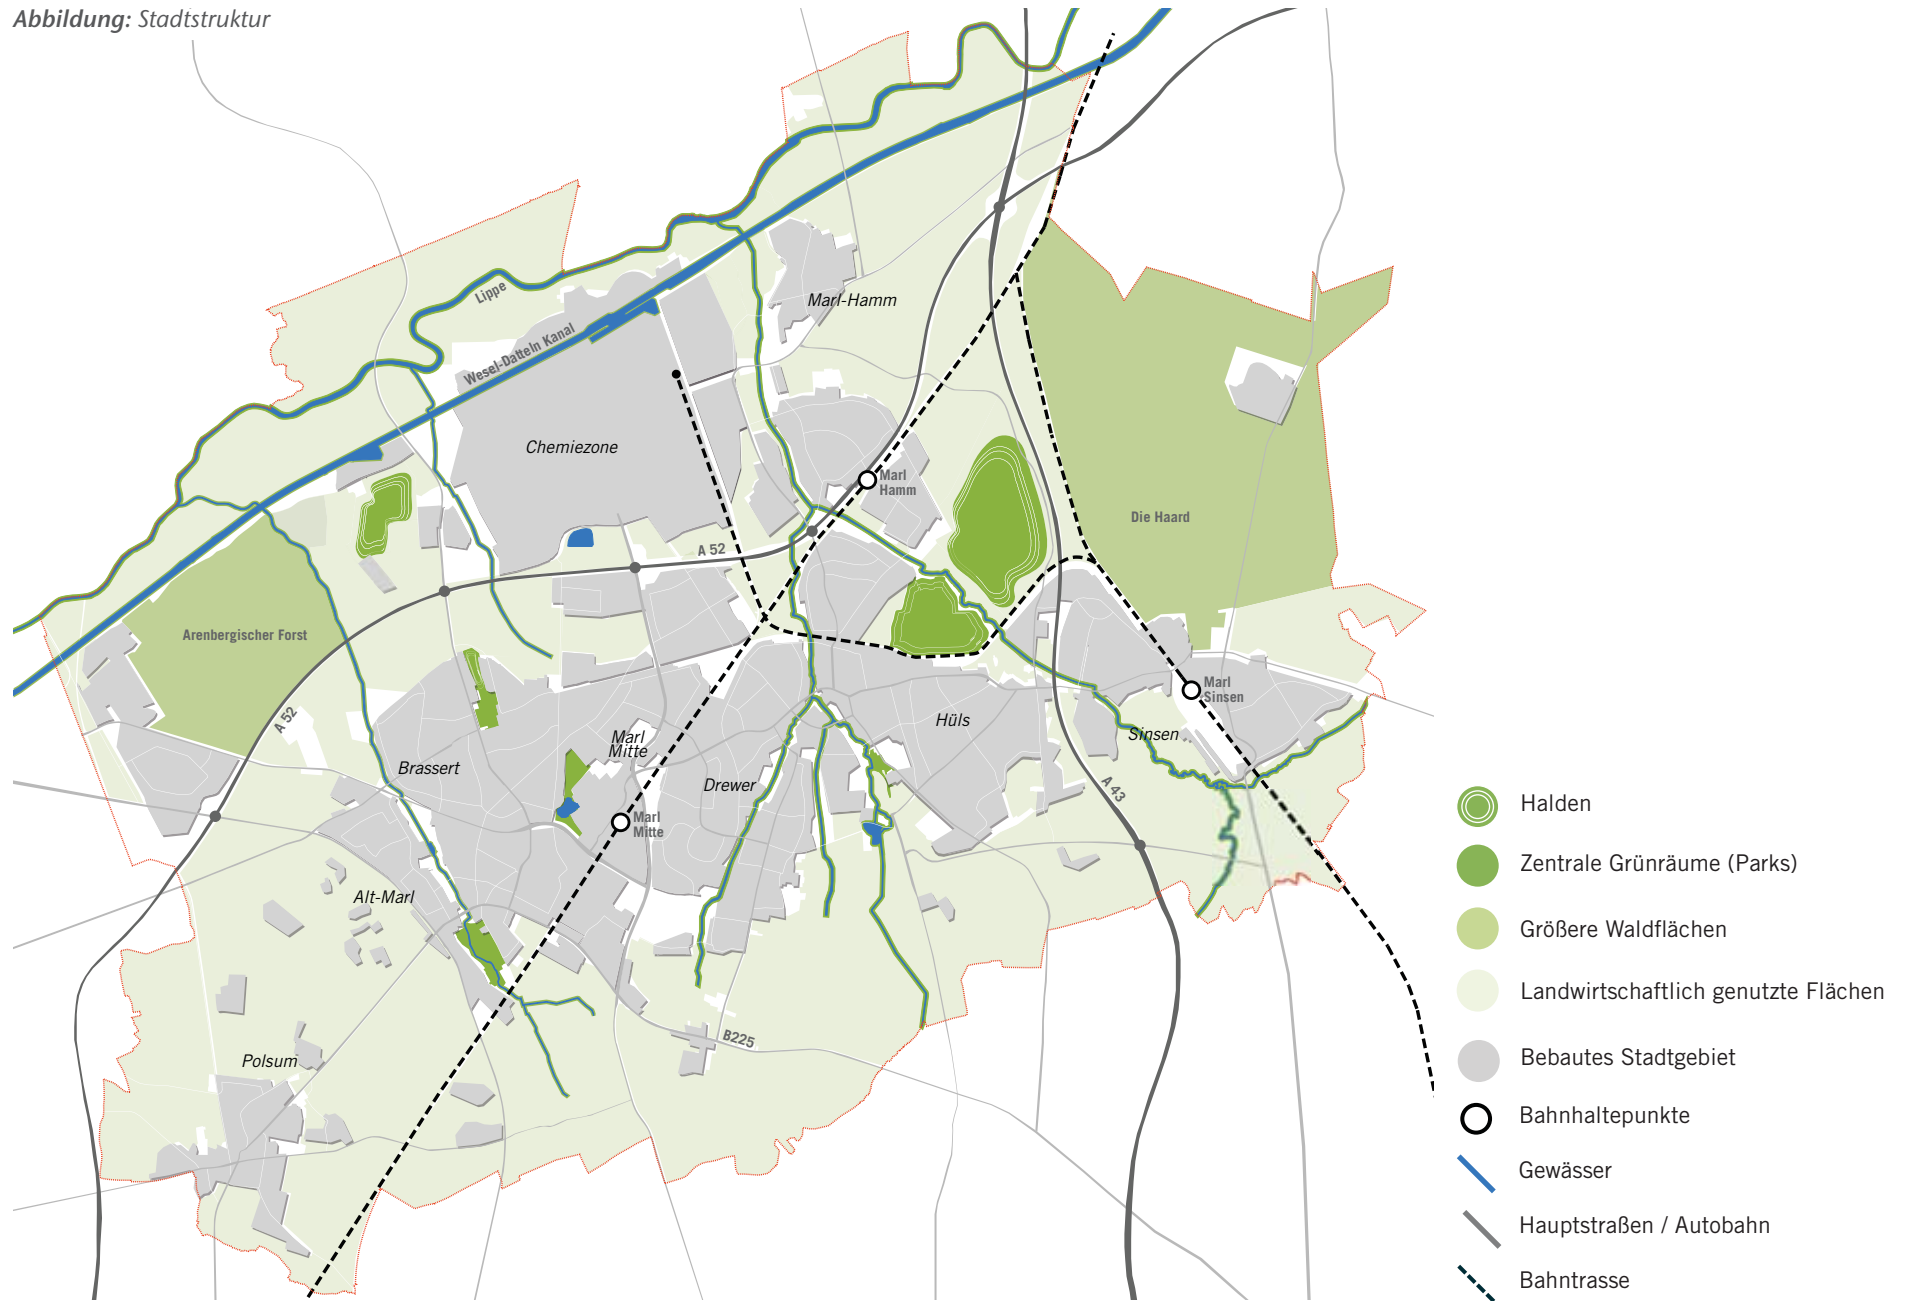 Abbildung: Stadtstruktur
Lippe
Wesel-Datteln Kanal
Marl-Hamm
Chemiezone
Marl
Hamm
Die Haard
A 52
Arenbergischer Forst
A 52
Marl
Sinsen
Marl
Mitte
Hüls
Sinsen
Brassert
Drewer
A 43
Marl
Mitte
Alt-Marl
B225
Polsum
Halden
Zentrale Grünräume (Parks)
Größere Waldflächen
Landwirtschaftlich genutzte Flächen
Bebautes Stadtgebiet
Bahnhaltepunkte
Gewässer
Hauptstraßen / Autobahn
Bahntrasse